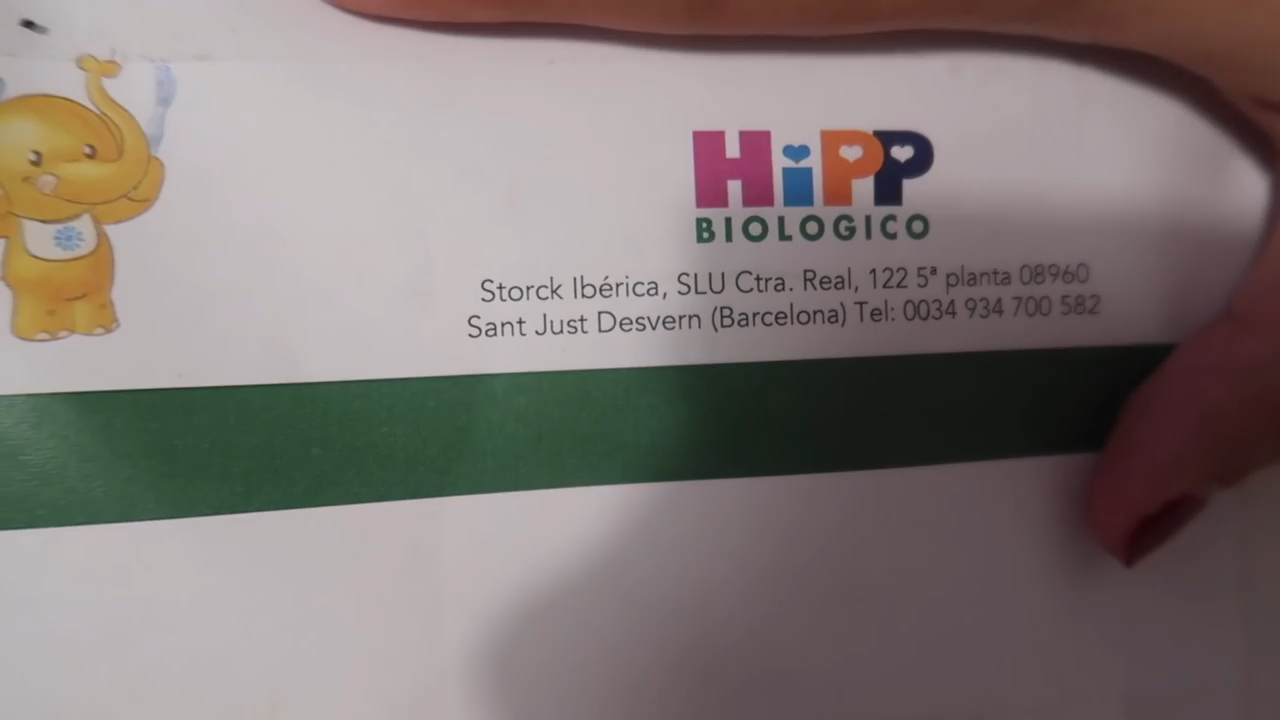 HiPP
BIOLOGICO
Storck Ibérica, SLU Ctra. Real, 122 5ª planta 08960
Sant Just Desvern (Barcelona) Tel: 0034 934 700 582